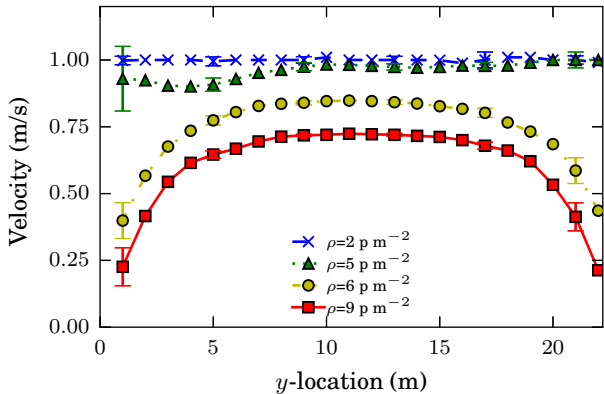 1.00
0.75
0.50
0.25
0.00
Velocity (m/s)
ρ=2 p m⁻²
ρ=5 p m⁻²
ρ=6 p m⁻²
ρ=9 p m⁻²
0 5 10 15 20
y-location (m)